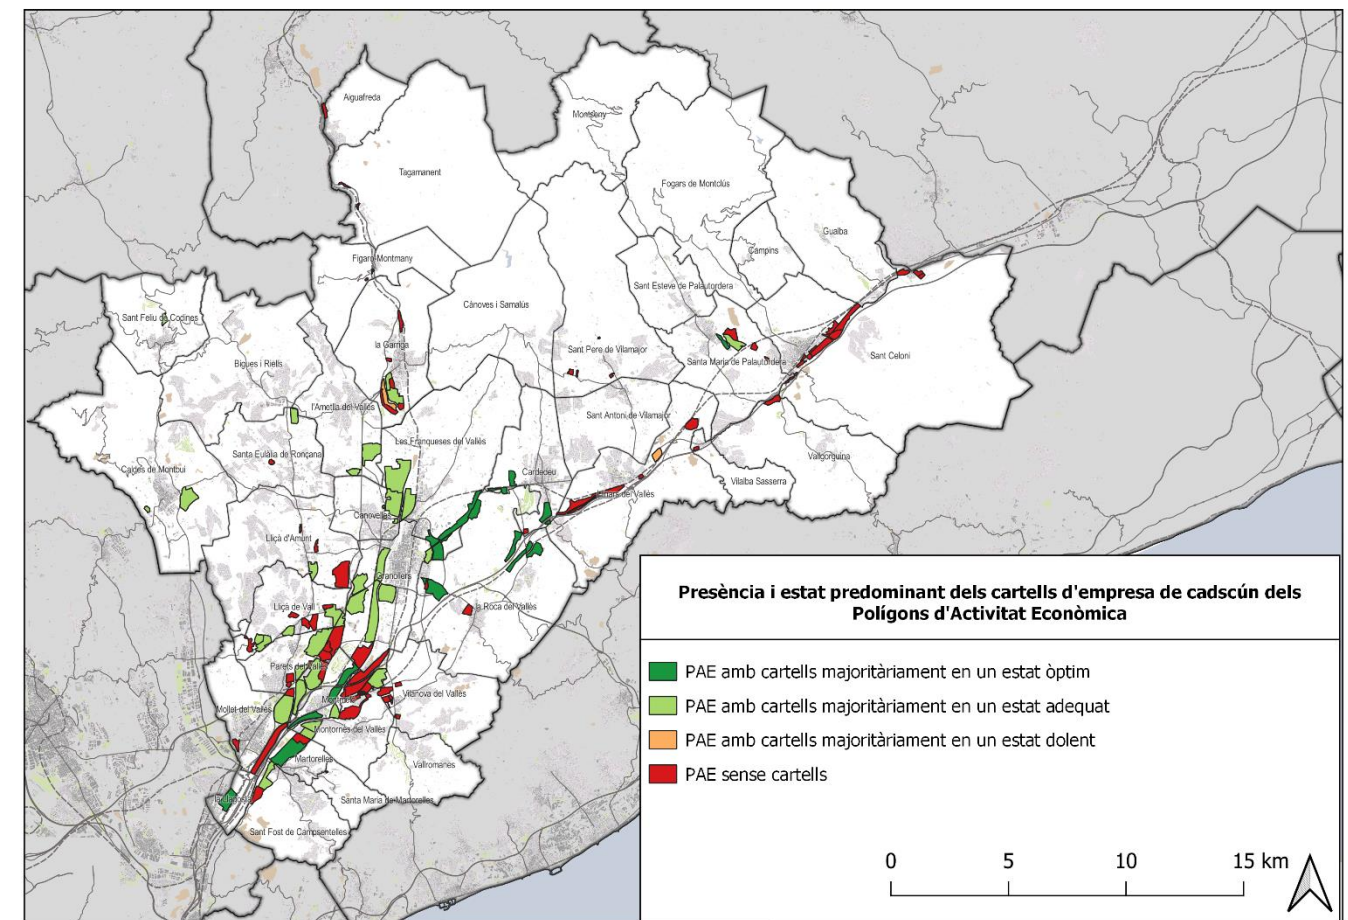 Aiguafreda
Montseny
Tagamanent
Fogars de Montclús
Gualba
Campins
Figaró-Montmany
Sant Esteve de Palautordera
Cànoves i Samalús
Sant Feliu de Codines
la Garriga
Sant Pere de Vilamajor
Sant Celoni
Bigues i Riells
Santa Maria de Palautordera
l'Ametlla del Vallès
Sant Antoni de Vilamajor
Les Franqueses del Vallès
Santa Eulàlia de Ronçana
Vallgorguina
Caldes de Montbui
Cardedeu
Vilalba Sasserra
Llinars del Vallès
Canovelles
Lliçà d'Amunt
Granollers
Lliçà de Vall
la Roca del Vallès
Parets del Vallès
Vilanova del Vallès
Montmeló
Mollet del Vallès
Montornès del Vallès
Martorelles
Vallromanes
la Llagosta
Santa Maria de Martorelles
Sant Fost de Campsentelles
Presència i estat predominant dels cartells d'empresa de cadscún dels
Polígons d'Activitat Econòmica
PAE amb cartells majoritàriament en un estat òptim
PAE amb cartells majoritàriament en un estat adequat
PAE amb cartells majoritàriament en un estat dolent
PAE sense cartells
0 5 10 15 km